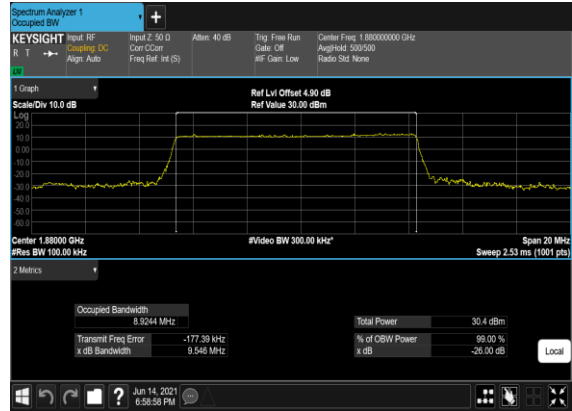 Spectrum Analyzer 1
Occupied BW
+
KEYSIGHT Input: RF Input Z: 50 Ω Atten: 40 dB Trig: Free Run Center Freq: 1.880000000 GHz
R T Coupling: DC Corr CCorr Gate: Off Avg|Hold: 500/500
Align: Auto Freq Ref: Int (S) #IF Gain: Low Radio Std: None
1 Graph Ref Lvl Offset 4.90 dB
Scale/Div 10.0 dB Ref Value 30.00 dBm
Log
20.0
10.0
0.00
-10.0
-20.0
-30.0
-40.0
-50.0
-60.0
Center 1.88000 GHz #Video BW 300.00 kHz* Span 20 MHz
#Res BW 100.00 kHz Sweep 2.53 ms (1001 pts)
2 Metrics
Occupied Bandwidth
8.9244 MHz Total Power 30.4 dBm
Transmit Freq Error -177.39 kHz % of OBW Power 99.00 %
x dB Bandwidth 9.546 MHz x dB -26.00 dB
Local
? Jun 14, 2021
6:58:58 PM